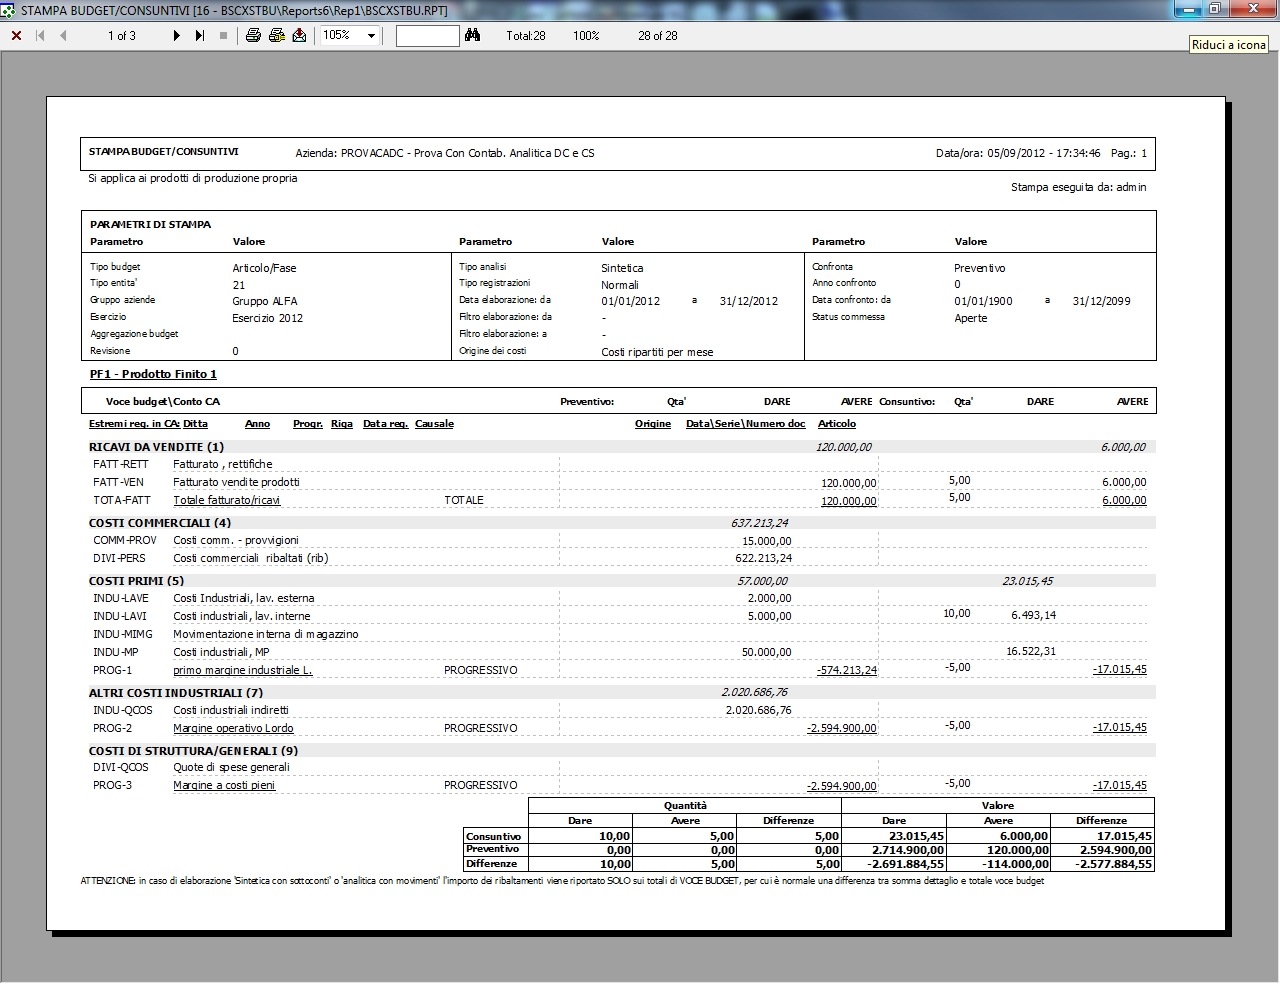 STAMPA BUDGET/CONSUNTIVI [16 - BSCXSTBU\Reports6\Rep1\BSCXSTBU.RPT]
1 of 3 105% Total:28 100% 28 of 28
Riduci a icona
STAMPA BUDGET/CONSUNTIVI Azienda: PROVACADC - Prova Con Contab. Analitica DC e CS Data/ora: 05/09/2012 - 17:34:46 Pag.: 1
Si applica ai prodotti di produzione propria
Stampa eseguita da: admin
PARAMETRI DI STAMPA
Parametro Valore Parametro Valore Parametro Valore
Tipo budget Articolo/Fase Tipo analisi Sintetica Confronta Preventivo
Tipo entita' 21 Tipo registrazioni Normali Anno confronto 0
Gruppo aziende Gruppo ALFA Data elaborazione: da 01/01/2012 a 31/12/2012 Data confronto: da 01/01/1900 a 31/12/2099
Esercizio Esercizio 2012 Filtro elaborazione: da - Status commessa Aperte
Aggregazione budget Filtro elaborazione: a -
Revisione 0 Origine dei costi Costi ripartiti per mese
PF1 - Prodotto Finito 1
Voce budget\Conto CA Preventivo: Qta' DARE AVERE Consuntivo: Qta' DARE AVERE
Estremi reg. in CA: Ditta Anno Progr. Riga Data reg. Causale Origine Data\Serie\Numero doc Articolo
RICAVI DA VENDITE (1) 120.000,00 6.000,00
FATT-RETT Fatturato , rettifiche
FATT-VEN Fatturato vendite prodotti 120.000,00 5,00 6.000,00
TOTA-FATT Totale fatturato/ricavi TOTALE 120.000,00 5,00 6.000,00
COSTI COMMERCIALI (4) 637.213,24
COMM-PROV Costi comm. - provvigioni 15.000,00
DIVI-PERS Costi commerciali ribaltati (rib) 622.213,24
COSTI PRIMI (5) 57.000,00 23.015,45
INDU-LAVE Costi Industriali, lav. esterna 2.000,00
INDU-LAVI Costi industriali, lav. interne 5.000,00 10,00 6.493,14
INDU-MIMG Movimentazione interna di magazzino
INDU-MP Costi industriali, MP 50.000,00 16.522,31
PROG-1 primo margine industriale L. PROGRESSIVO -574.213,24 -5,00 -17.015,45
ALTRI COSTI INDUSTRIALI (7) 2.020.686,76
INDU-QCOS Costi industriali indiretti 2.020.686,76
PROG-2 Margine operativo Lordo PROGRESSIVO -2.594.900,00 -5,00 -17.015,45
COSTI DI STRUTTURA/GENERALI (9)
DIVI-QCOS Quote di spese generali
PROG-3 Margine a costi pieni PROGRESSIVO -2.594.900,00 -5,00 -17.015,45
Quantità Valore
Dare Avere Differenze Dare Avere Differenze
Consuntivo 10,00 5,00 5,00 23.015,45 6.000,00 17.015,45
Preventivo 0,00 0,00 0,00 2.714.900,00 120.000,00 2.594.900,00
Differenze 10,00 5,00 5,00 -2.691.884,55 -114.000,00 -2.577.884,55
ATTENZIONE: in caso di elaborazione 'Sintetica con sottoconti' o 'analitica con movimenti' l'importo dei ribaltamenti viene riportato SOLO sui totali di VOCE BUDGET, per cui è normale una differenza tra somma dettaglio e totale voce budget